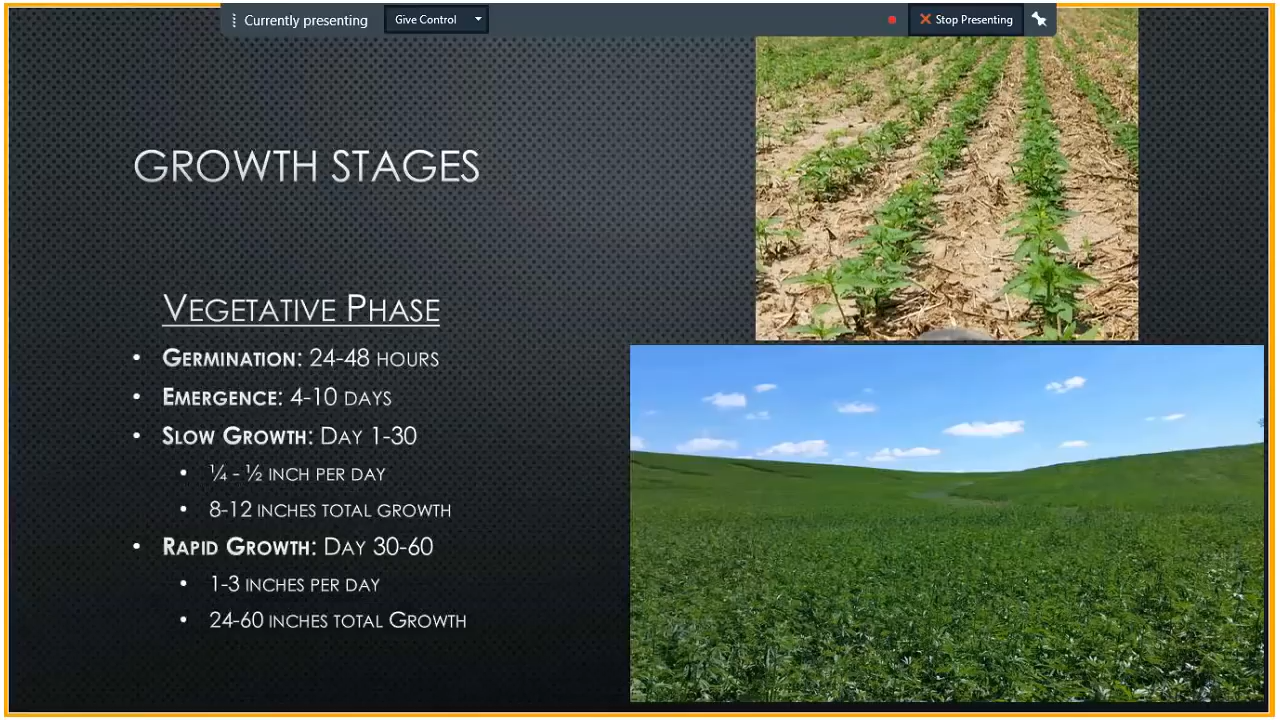 Currently presenting
Give Control
Stop Presenting
GROWTH STAGES
VEGETATIVE PHASE
• GERMINATION: 24-48 HOURS
• EMERGENCE: 4-10 DAYS
• SLOW GROWTH: DAY 1-30
• ¼ - ½ INCH PER DAY
• 8-12 INCHES TOTAL GROWTH
• RAPID GROWTH: DAY 30-60
• 1-3 INCHES PER DAY
• 24-60 INCHES TOTAL GROWTH